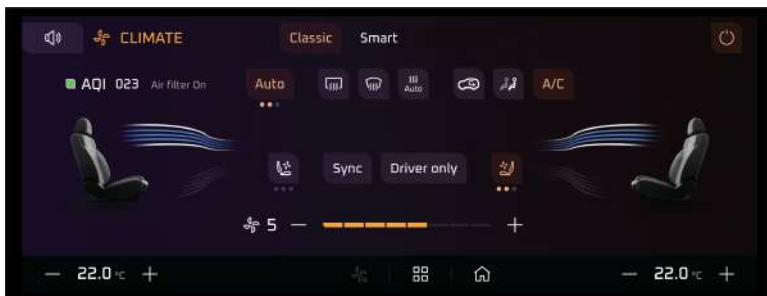 CLIMATE Classic Smart
AQI 023 Air filter On Auto Auto A/C
Sync Driver only
5 — +
— 22.0 °C + — 22.0 °C +